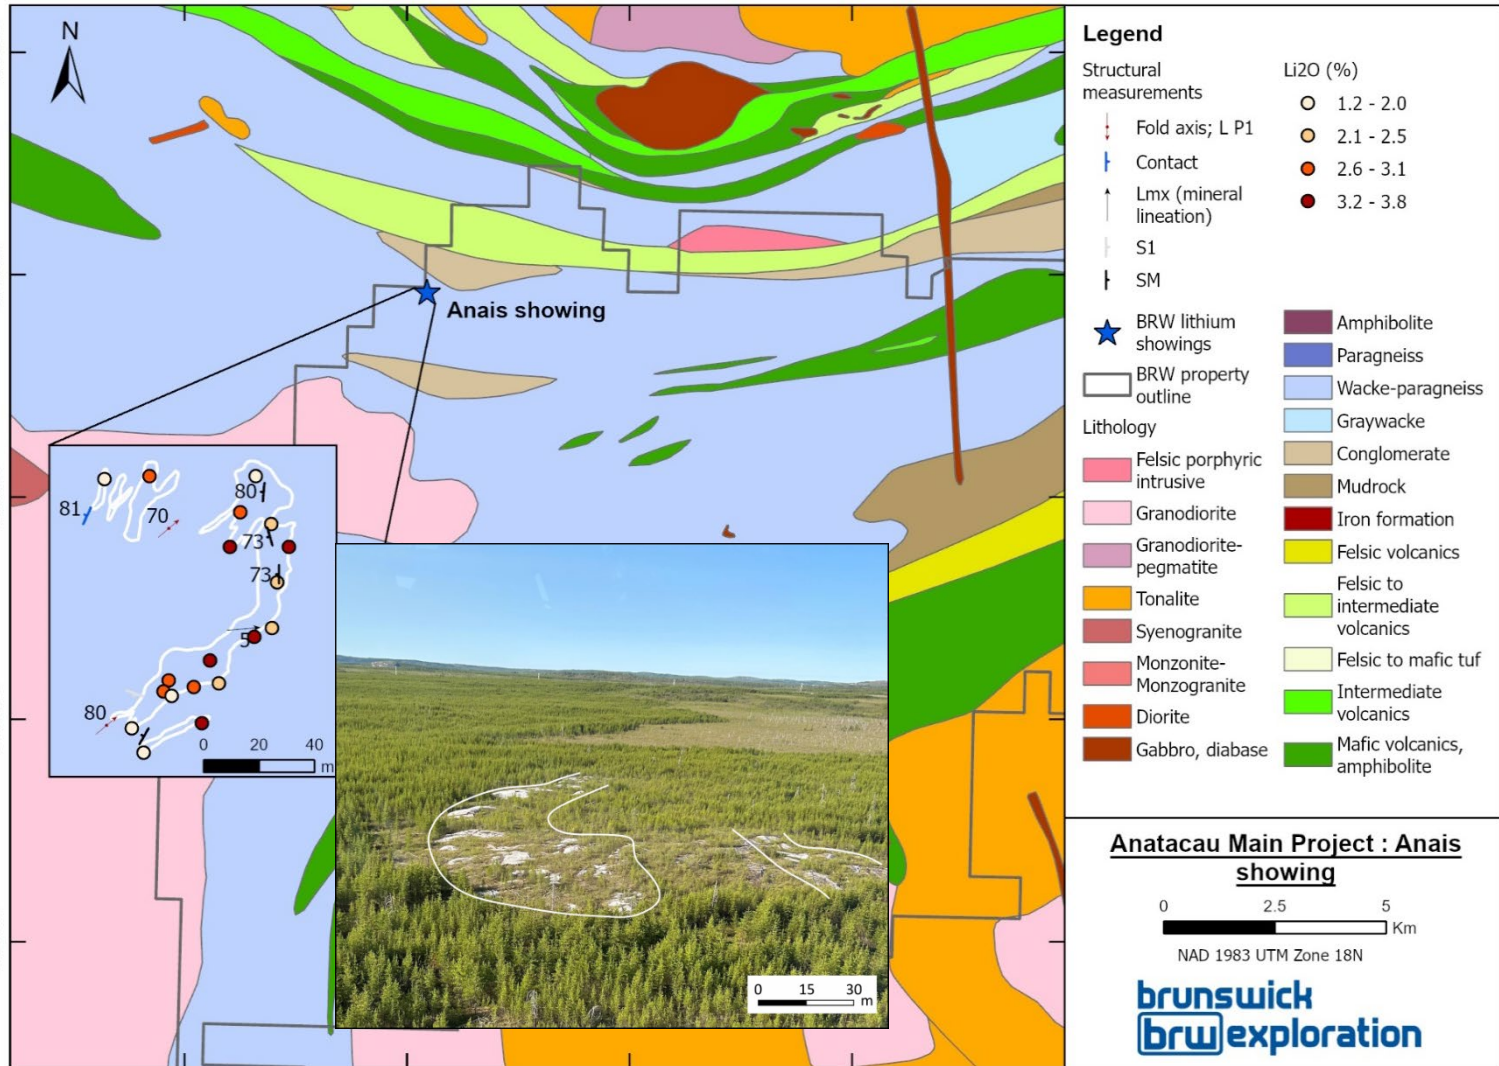 N
Anais showing
81
70
80
73
73
5
80
0 20 40
m
0 15 30
m
Legend
Structural
measurements
Fold axis; L P1
Contact
Lmx (mineral
lineation)
S1
SM
BRW lithium
showings
BRW property
outline
Lithology
Felsic porphyric
intrusive
Granodiorite
Granodiorite-
pegmatite
Tonalite
Syenogranite
Monzonite-
Monzogranite
Diorite
Gabbro, diabase
Li2O (%)
1.2 - 2.0
2.1 - 2.5
2.6 - 3.1
3.2 - 3.8
Amphibolite
Paragneiss
Wacke-paragneiss
Graywacke
Conglomerate
Mudrock
Iron formation
Felsic volcanics
Felsic to
intermediate
volcanics
Felsic to mafic tuf
Intermediate
volcanics
Mafic volcanics,
amphibolite
Anatacau Main Project : Anais
showing
0 2.5 5
Km
NAD 1983 UTM Zone 18N
brunswick
brw exploration